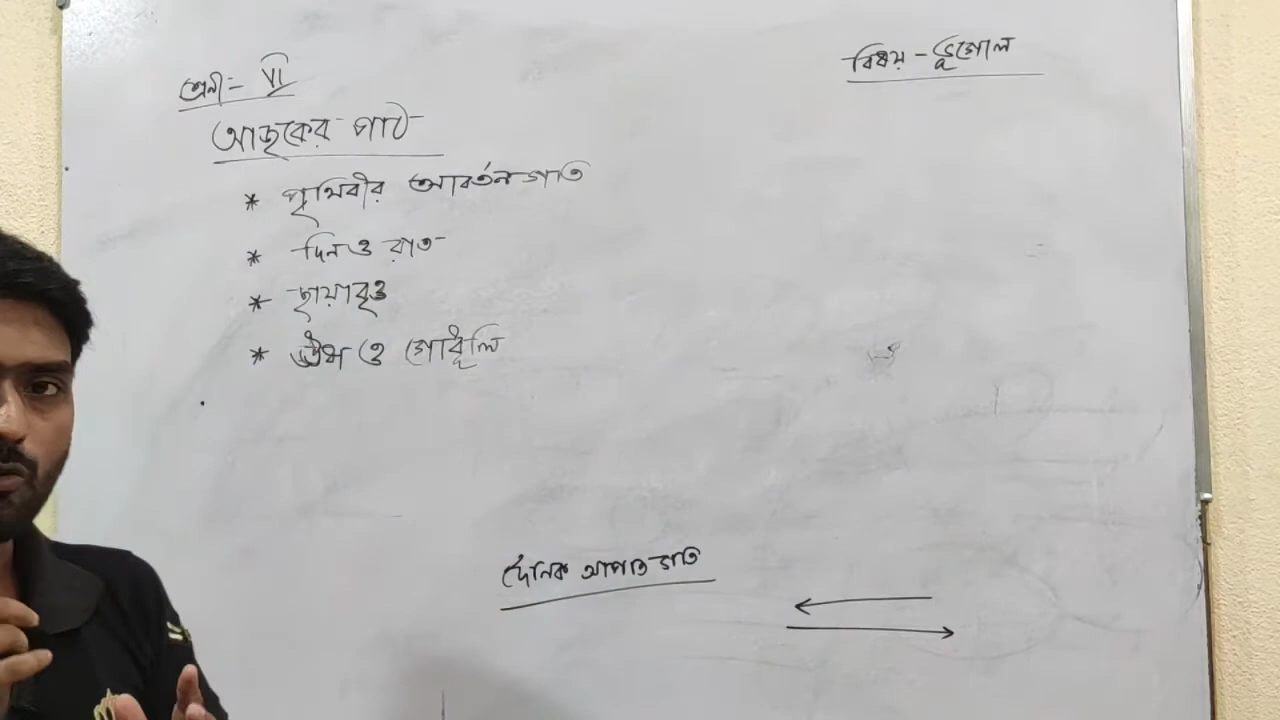 শ্রেণী:- VI
বিষয় - ভূগোল
আজকের পাঠ
* পৃথিবীর আবর্তন গতি
* দিন ও রাত
* ছায়াবৃত্ত
* ঊষা ও গোধূলি
দৈনিক আপাত গতি